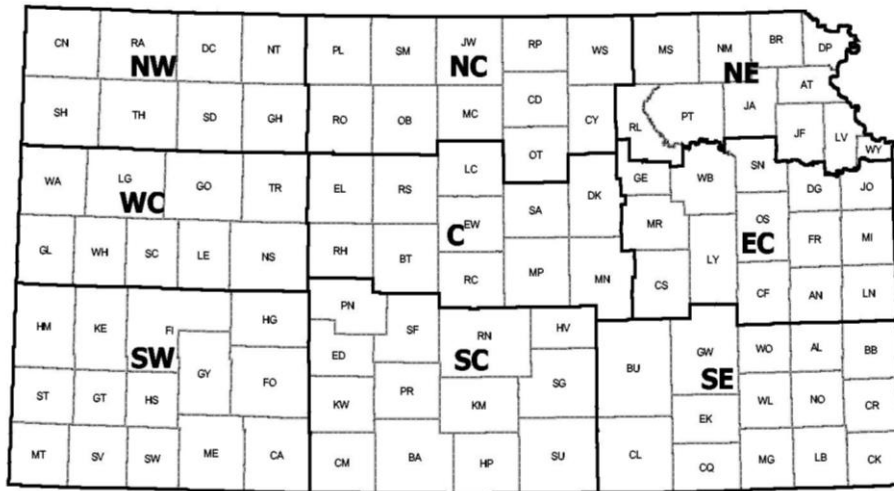 CN RA DC NT PL SM JW RP WS MS NM BR DP
NW NC NE
SH TH SD GH RO OB MC CD CY RL PT JA AT
OT JF LV WY
WA LG GO TR EL RS LC GE WB SN DG JO
WC C EC
EW SA DK MR OS
GL WH SC LE NS RH BT RC MP MN CS LY FR MI
CF AN LN
HM KE FI HG PN SF RN HV
SW SC SE
GY FO ED SG BU GW WO AL BB
ST GT HS KW PR KM EK WL NO CR
MT SV SW ME CA CM BA HP SU CL CQ MG LB CK